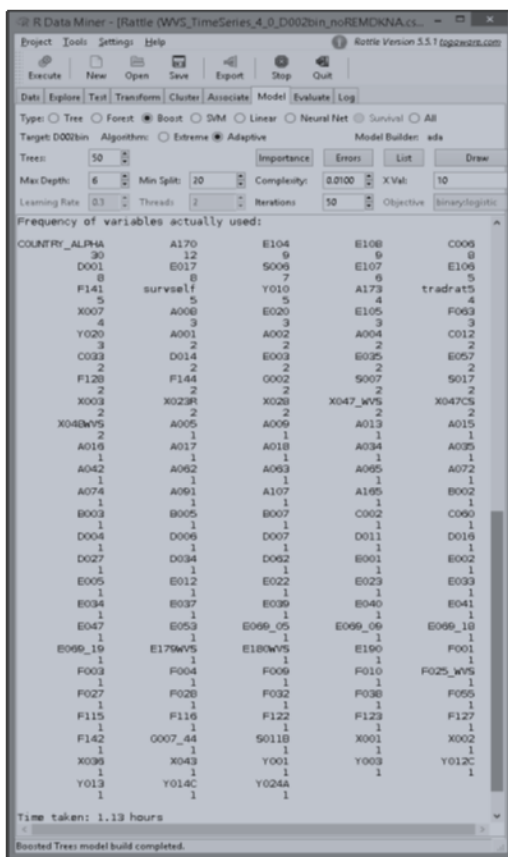 R Data Miner - [Rattle (WVS_TimeSeries_4_0_D002bin_noREMDKNA.cs...
Project Tools Settings Help Rattle Version 5.5.1 togaware.com
Execute New Open Save Export Stop Quit
Data Explore Test Transform Cluster Associate Model Evaluate Log
Type: Tree Forest Boost SVM Linear Neural Net Survival All
Target: D002bin Algorithm: Extreme Adaptive Model Builder: ada
Trees: 50 Importance Errors List Draw
Max Depth: 6 Min Split: 20 Complexity: 0.0100 X Val: 10
Learning Rate 0.3 Threads 2 Iterations 50 Objective binary:logistic
Frequency of variables actually used:
COUNTRY_ALPHA A170 E104 E108 C006
30 12 9 9 8
D001 E017 S006 E107 E106
8 8 7 6 5
F141 survself Y010 A173 tradrat5
5 5 5 4 4
X007 A008 E020 E105 F063
4 3 3 3 3
Y020 A001 A002 A004 C012
3 2 2 2 2
C033 D014 E003 E035 E057
2 2 2 2 2
F128 F144 G002 S007 S017
2 2 2 2 2
X003 X023R X028 X047_WVS X047CS
2 2 2 2 2
X048WVS A005 A009 A013 A015
2 1 1 1 1
A016 A017 A018 A034 A035
1 1 1 1 1
A042 A062 A063 A065 A072
1 1 1 1 1
A074 A091 A107 A165 B002
1 1 1 1 1
B003 B005 B007 C002 C060
1 1 1 1 1
D004 D006 D007 D011 D016
1 1 1 1 1
D027 D034 D062 E001 E002
1 1 1 1 1
E005 E012 E022 E023 E033
1 1 1 1 1
E034 E037 E039 E040 E041
1 1 1 1 1
E047 E053 E069_05 E069_09 E069_18
1 1 1 1 1
E069_19 E179WVS E180WVS E190 F001
1 1 1 1 1
F003 F004 F009 F010 F025_WVS
1 1 1 1 1
F027 F028 F032 F038 F055
1 1 1 1 1
F115 F116 F122 F123 F127
1 1 1 1 1
F142 G007_44 S011B X001 X002
1 1 1 1 1
X036 X043 Y001 Y003 Y012C
1 1 1 1 1
Y013 Y014C Y024A
1 1 1
Time taken: 1.13 hours
Boosted Trees model build completed.